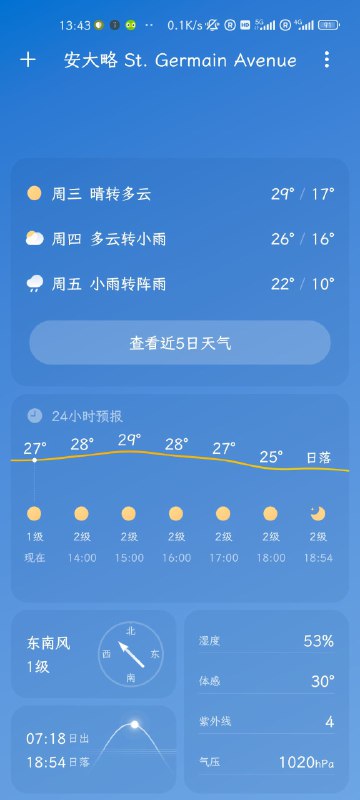 13:43
0.1K/s
HD
5G
4G
91
安大略 St. Germain Avenue
周三 晴转多云 29° / 17°
周四 多云转小雨 26° / 16°
周五 小雨转阵雨 22° / 10°
查看近5日天气
24小时预报
27° 28° 29° 28° 27° 25° 日落
1级 2级 2级 2级 2级 2级 2级
现在 14:00 15:00 16:00 17:00 18:00 18:54
东南风
1级
北
西 东
南
07:18 日出
18:54 日落
湿度 53%
体感 30°
紫外线 4
气压 1020hPa